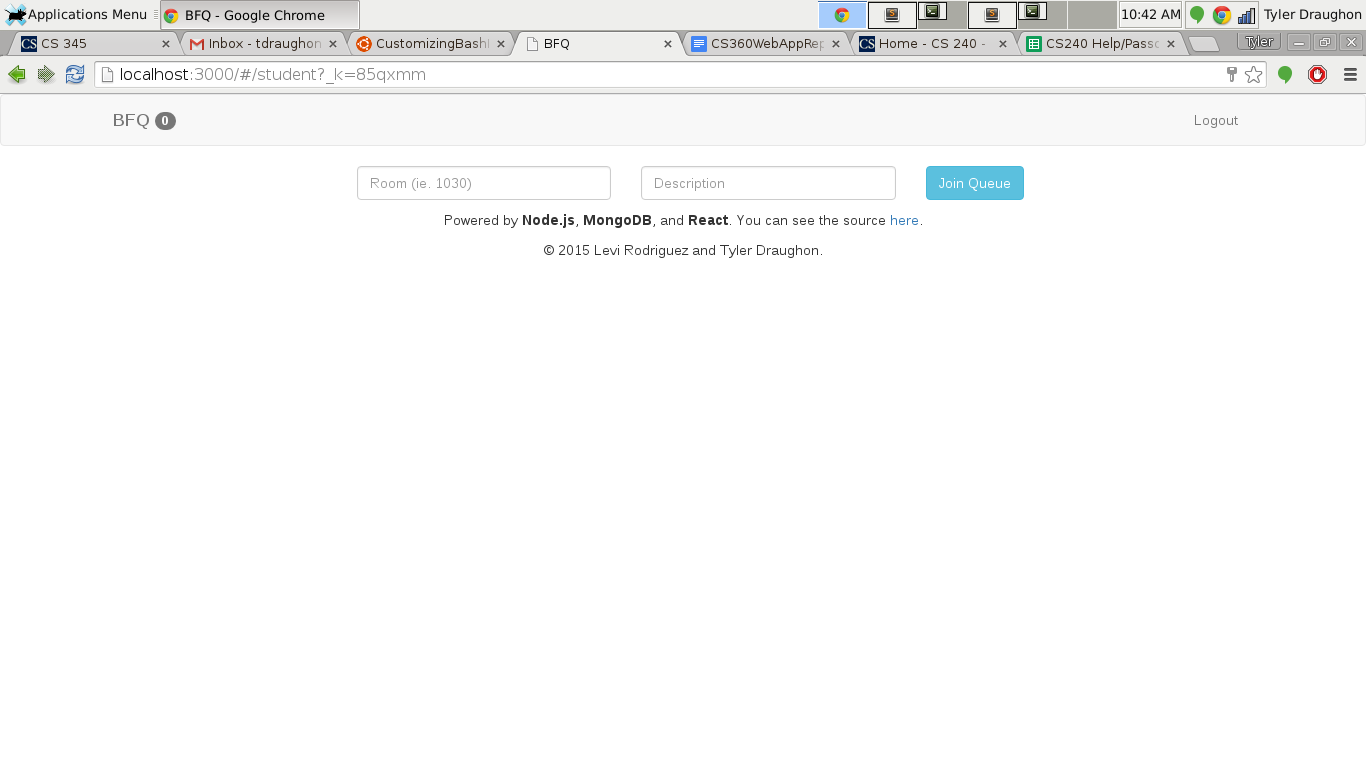 Applications Menu BFQ - Google Chrome 10:42 AM Tyler Draughon
CS 345 Inbox - tdraughon CustomizingBash BFQ CS360WebAppRep Home - CS 240 - CS240 Help/Passo Tyler
localhost:3000/#/student?_k=85qxmm
BFQ 0 Logout
Room (ie. 1030) Description Join Queue
Powered by Node.js, MongoDB, and React. You can see the source here.
© 2015 Levi Rodriguez and Tyler Draughon.